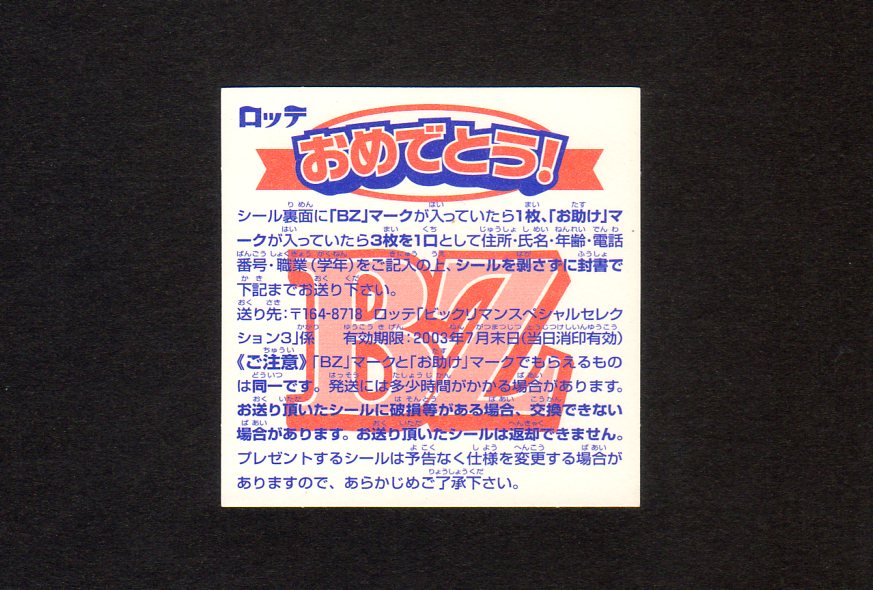 ロッテ
おめでとう!
シール裏面に「BZ」マークが入っていたら1枚、「お助け」マ
ークが入っていたら3枚を1口として住所・氏名・年齢・電話
番号・職業(学年)をご記入の上、シールを剥さずに封書で
下記までお送り下さい。
送り先:〒164-8718 ロッテ「ビックリマンスペシャルセレク
ション3」係 有効期限:2003年7月末日(当日消印有効)
《ご注意》「BZ」マークと「お助け」マークでもらえるもの
は同一です。発送には多少時間がかかる場合があります。
お送り頂いたシールに破損等がある場合、交換できない
場合があります。お送り頂いたシールは返却できません。
プレゼントするシールは予告なく仕様を変更する場合が
ありますので、あらかじめご了承下さい。
BZ